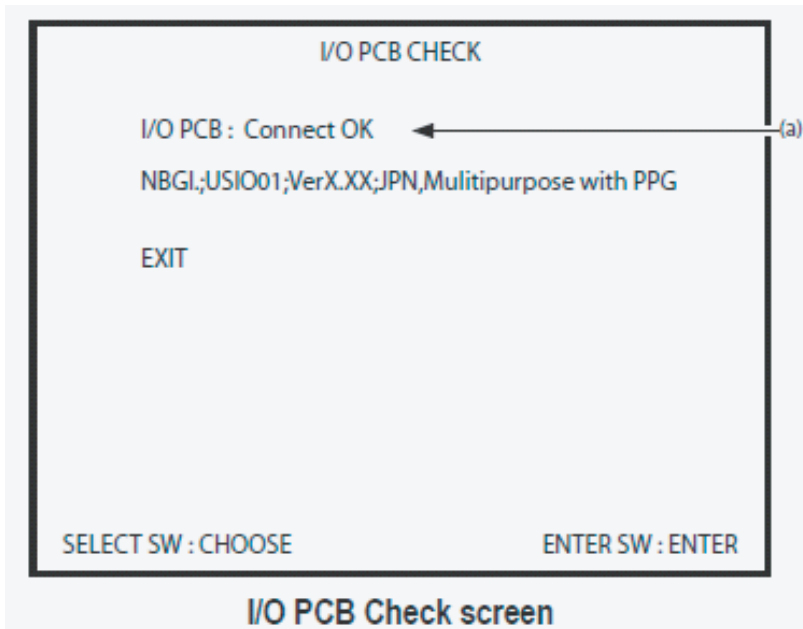 I/O PCB CHECK
I/O PCB : Connect OK
(a)
NBGI.;USIO01;VerX.XX;JPN,Mulitipurpose with PPG
EXIT
SELECT SW : CHOOSE
ENTER SW : ENTER
I/O PCB Check screen